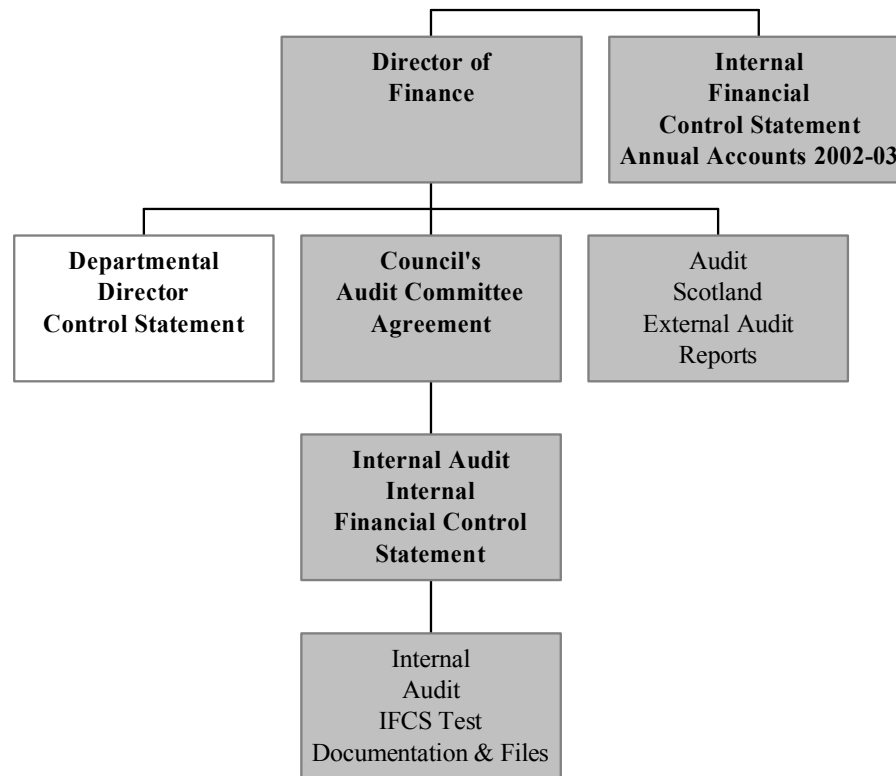 Director of
Finance
Internal
Financial
Control Statement
Annual Accounts 2002-03
Departmental
Director
Control Statement
Council's
Audit Committee
Agreement
Audit
Scotland
External Audit
Reports
Internal Audit
Internal
Financial Control
Statement
Internal
Audit
IFCS Test
Documentation & Files